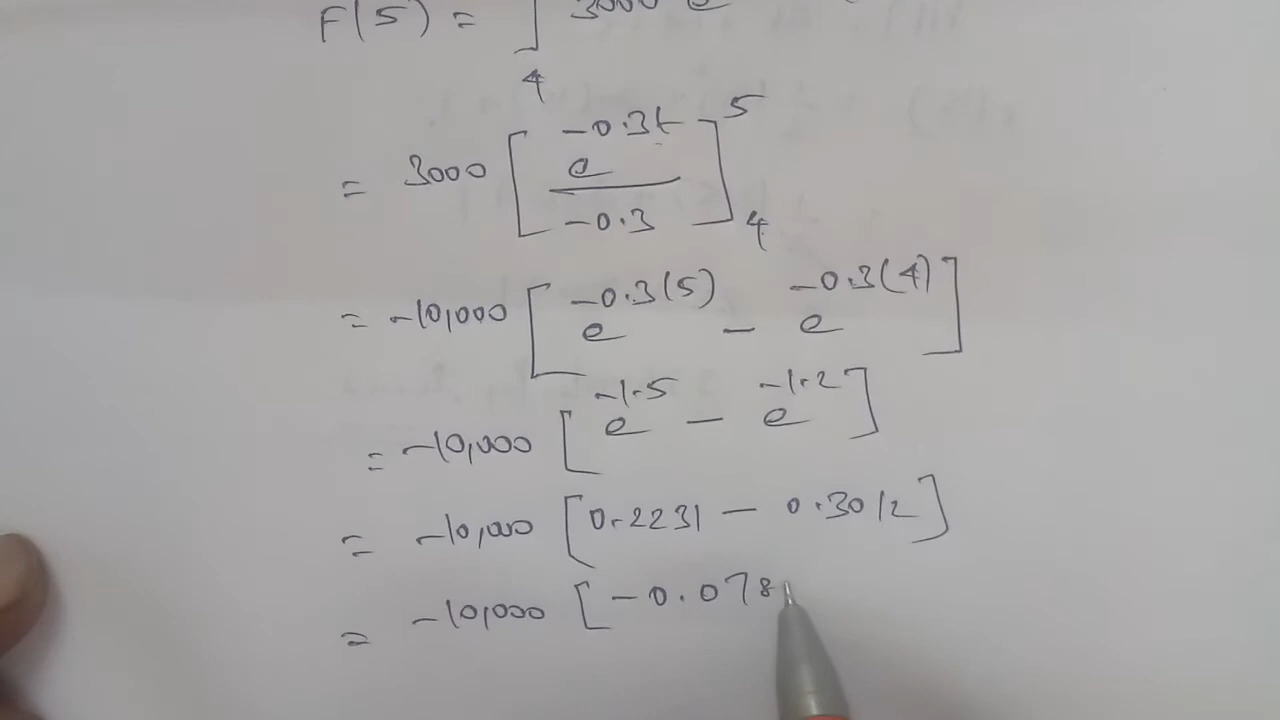 F(5) = ∫ 3000 e
4
= 3000 [ e^{-0.3t} / -0.3 ]_4^5
= -10,000 [ e^{-0.3(5)} - e^{-0.3(4)} ]
= -10,000 [ e^{-1.5} - e^{-1.2} ]
= -10,000 [ 0.2231 - 0.3012 ]
= -10,000 [ -0.078